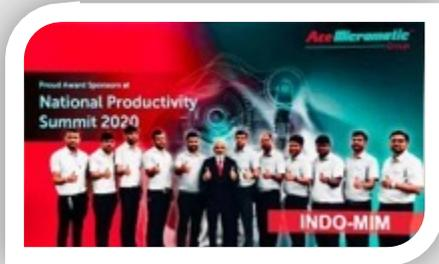 Ace Micromatic
Group
Proud Award Sponsors at
National Productivity
Summit 2020
INDO-MIM